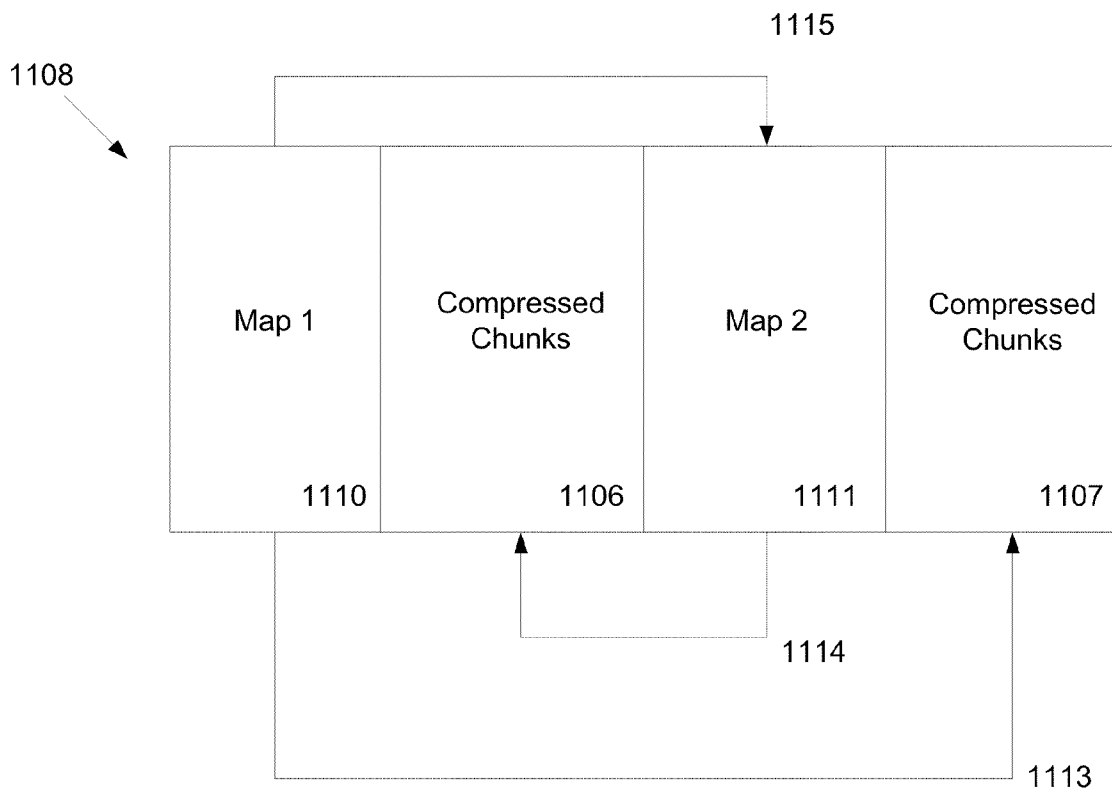 1115
1108
Map 1
Compressed
Chunks
Map 2
Compressed
Chunks
1110
1106
1111
1107
1114
1113